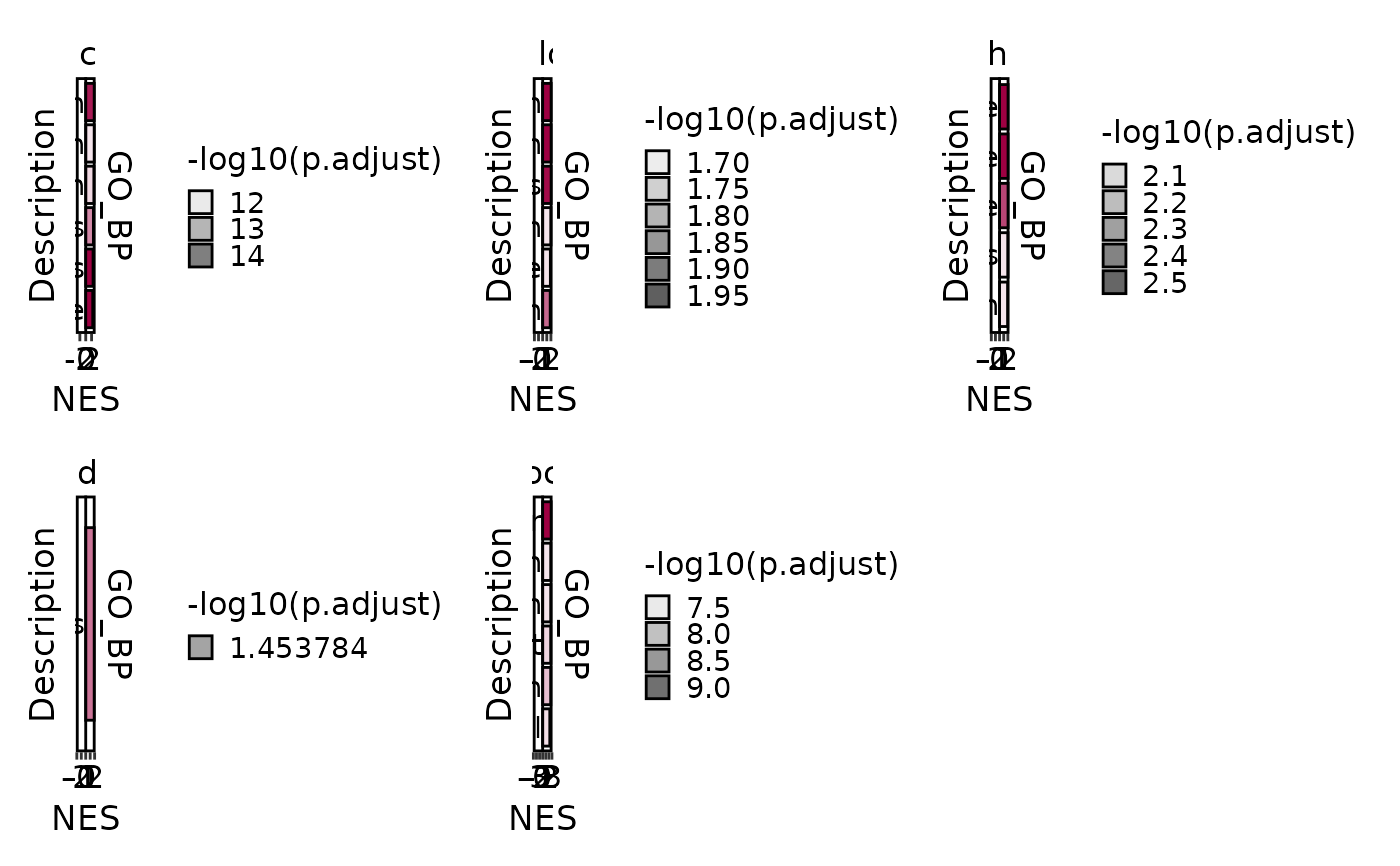 c
Description
GO_BP
-log10(p.adjust)
12
13
14
NES
Description
GO_BP
-log10(p.adjust)
1.70
1.75
1.80
1.85
1.90
1.95
NES
h
Description
GO_BP
-log10(p.adjust)
2.1
2.2
2.3
2.4
2.5
NES
d
Description
GO_BP
-log10(p.adjust)
1.453784
NES
Description
GO_BP
-log10(p.adjust)
7.5
8.0
8.5
9.0
NES